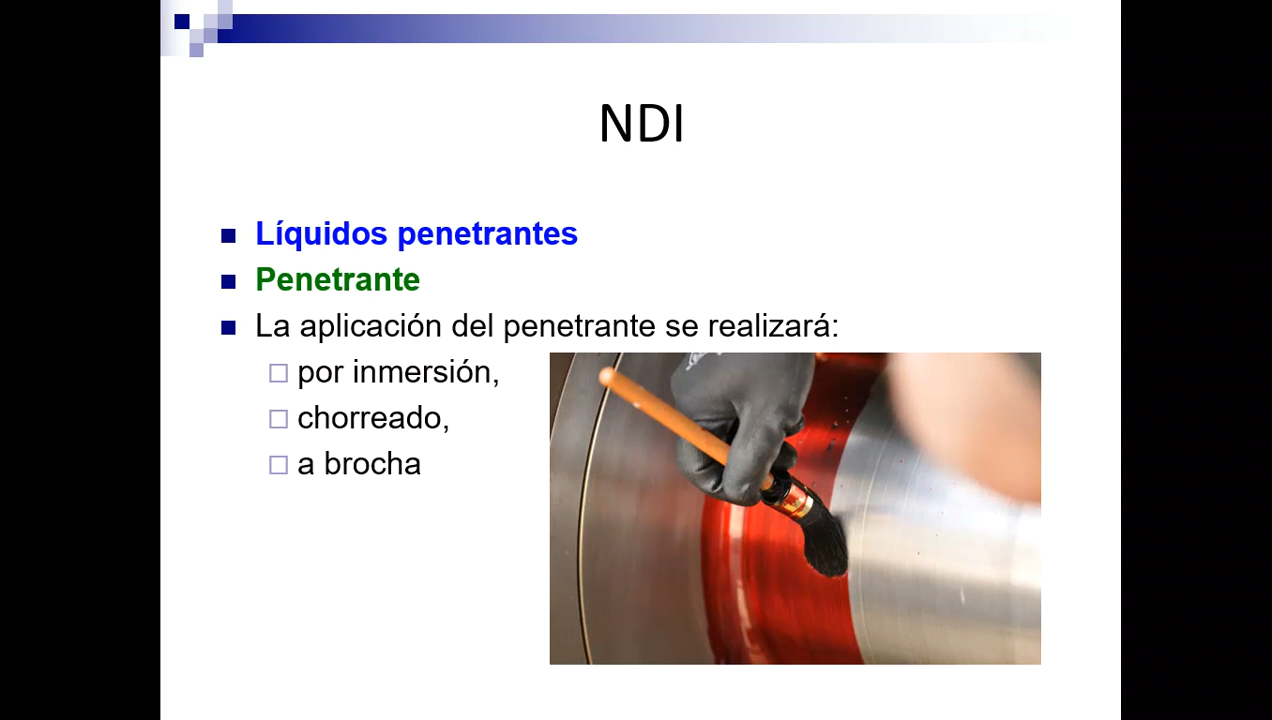 NDI
Líquidos penetrantes
Penetrante
La aplicación del penetrante se realizará:
por inmersión,
chorreado,
a brocha